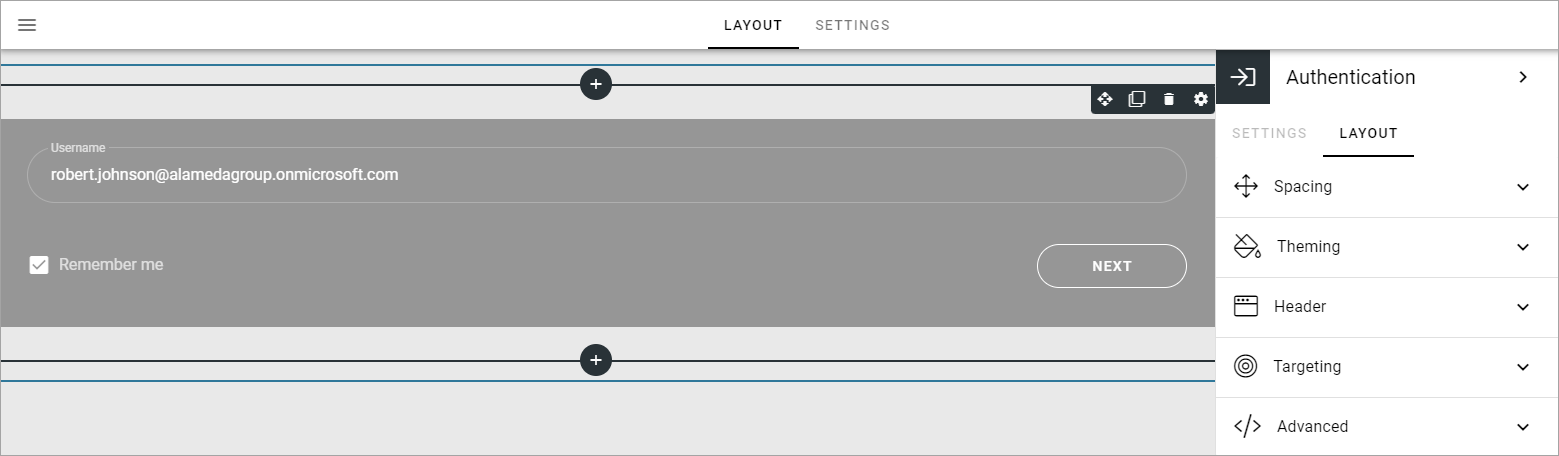 LAYOUT SETTINGS
Authentication
SETTINGS LAYOUT
Username
robert.johnson@alamedagroup.onmicrosoft.com
Remember me
NEXT
Spacing
Theming
Header
Targeting
Advanced